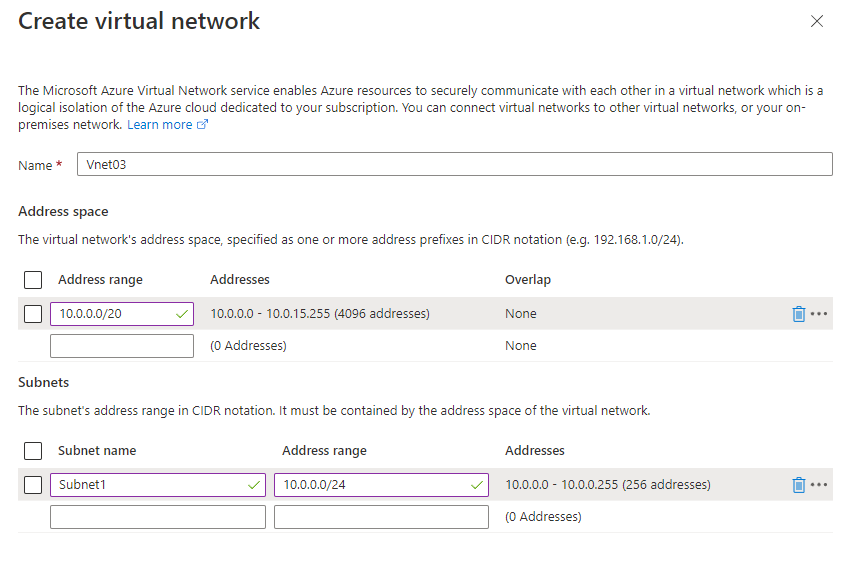 Create virtual network
The Microsoft Azure Virtual Network service enables Azure resources to securely communicate with each other in a virtual network which is a
logical isolation of the Azure cloud dedicated to your subscription. You can connect virtual networks to other virtual networks, or your on-
premises network. Learn more
Name *
Vnet03
Address space
The virtual network's address space, specified as one or more address prefixes in CIDR notation (e.g. 192.168.1.0/24).
Address range Addresses Overlap
10.0.0.0/20 10.0.0.0 - 10.0.15.255 (4096 addresses) None
(0 Addresses) None
Subnets
The subnet's address range in CIDR notation. It must be contained by the address space of the virtual network.
Subnet name Address range Addresses
Subnet1 10.0.0.0/24 10.0.0.0 - 10.0.0.255 (256 addresses)
(0 Addresses)